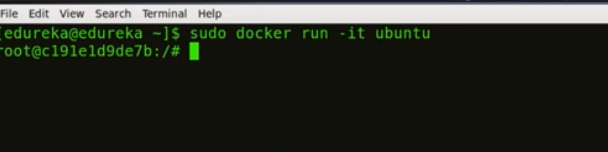 File Edit View Search Terminal Help
[edureka@edureka ~]$ sudo docker run -it ubuntu
root@c191e1d9de7b:/#